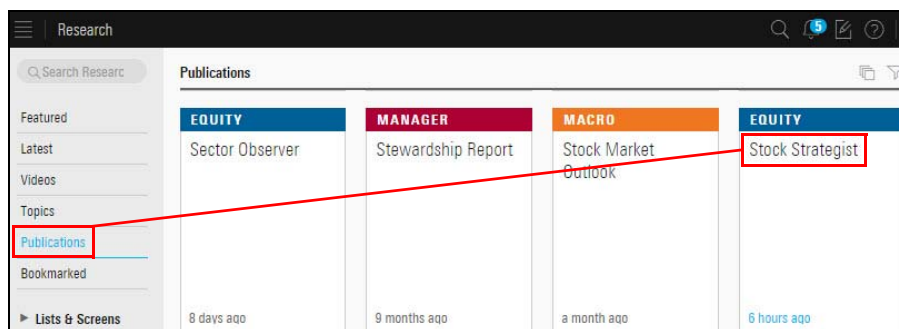 Research
5
Search Researc
Publications
Featured
Latest
Videos
Topics
Publications
Bookmarked
Lists & Screens
EQUITY
Sector Observer
8 days ago
MANAGER
Stewardship Report
9 months ago
MACRO
Stock Market
Outlook
a month ago
EQUITY
Stock Strategist
6 hours ago